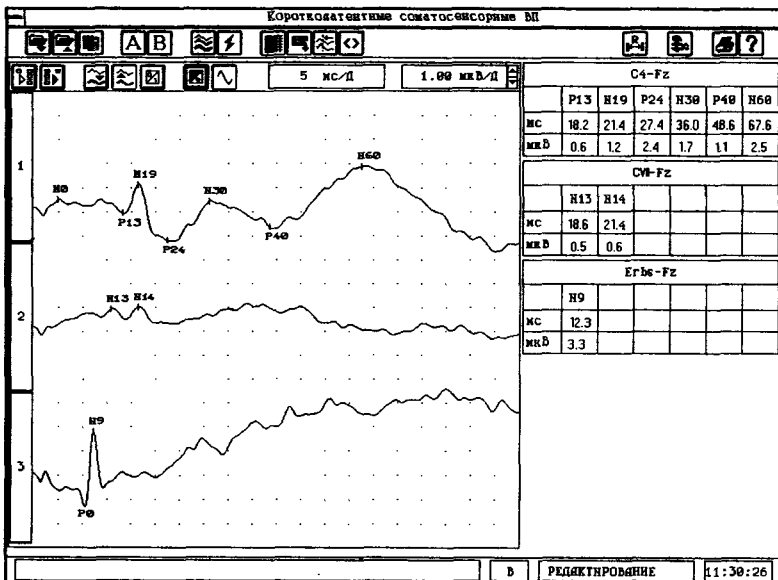 Коротколатентные соматосенсорные ВП
A B
<>
R
?
5 мс/Д
1.00 мкВ/Д
C4-Fz
P13 N19 P24 N30 P40 N60
мс 18.2 21.4 27.4 36.0 48.6 67.6
мкВ 0.6 1.2 2.4 1.7 1.1 2.5
N13 N14
мс 18.6 21.4
мкВ 0.5 0.6
Erbs-Fz
N9
мс 12.3
мкВ 3.3
1
N0
P13
N19
P24
N30
P40
N60
2
N13
N14
3
N9
P0
В
РЕДАКТИРОВАНИЕ
11:30:26